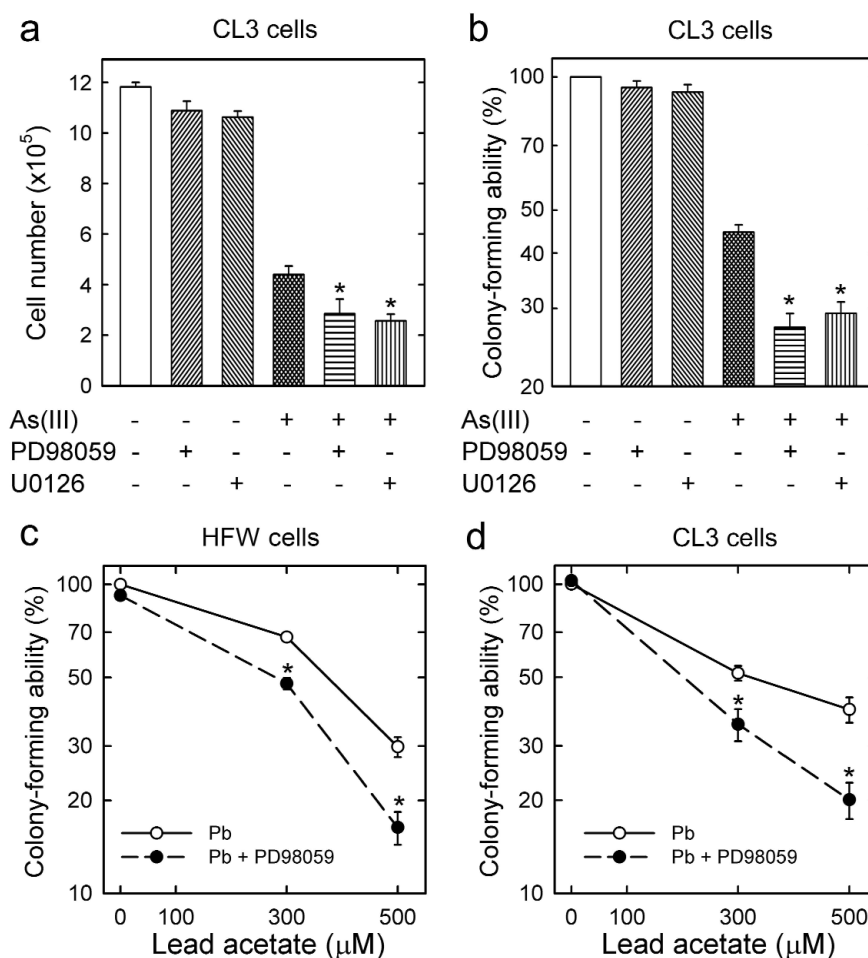 a
CL3 cells
Cell number (x10⁵)
12
10
8
6
4
2
0
* *
As(III) - - - + + +
PD98059 - + - - + -
U0126 - - + - - +
b
CL3 cells
Colony-forming ability (%)
100
70
50
40
30
20
* *
As(III) - - - + + +
PD98059 - + - - + -
U0126 - - + - - +
c
HFW cells
Colony-forming ability (%)
100
70
50
30
20
10
*
*
Pb
Pb + PD98059
0 100 300 500
Lead acetate (μM)
d
CL3 cells
Colony-forming ability (%)
100
70
50
30
20
10
*
*
Pb
Pb + PD98059
0 100 300 500
Lead acetate (μM)